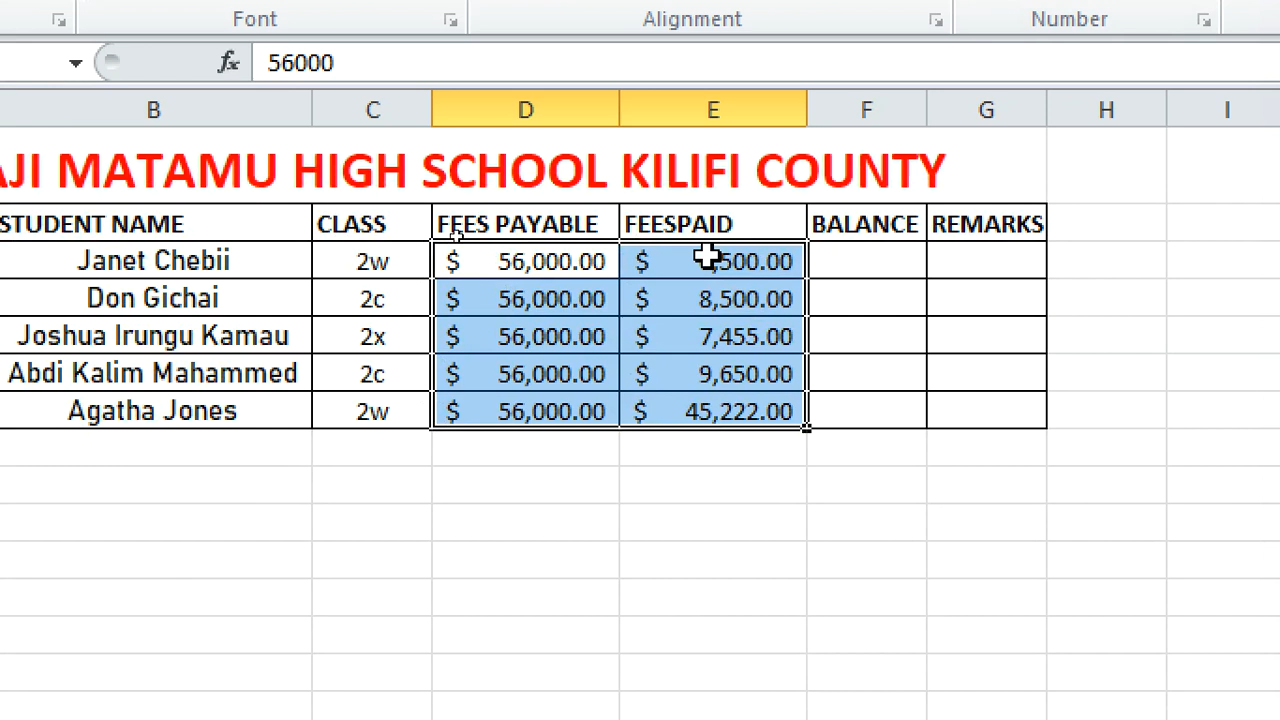 Font Alignment Number
fx 56000
B C D E F G H I
AJI MATAMU HIGH SCHOOL KILIFI COUNTY
STUDENT NAME CLASS FEES PAYABLE FEESPAID BALANCE REMARKS
Janet Chebii 2w $ 56,000.00 $ ,500.00
Don Gichai 2c $ 56,000.00 $ 8,500.00
Joshua Irungu Kamau 2x $ 56,000.00 $ 7,455.00
Abdi Kalim Mahammed 2c $ 56,000.00 $ 9,650.00
Agatha Jones 2w $ 56,000.00 $ 45,222.00